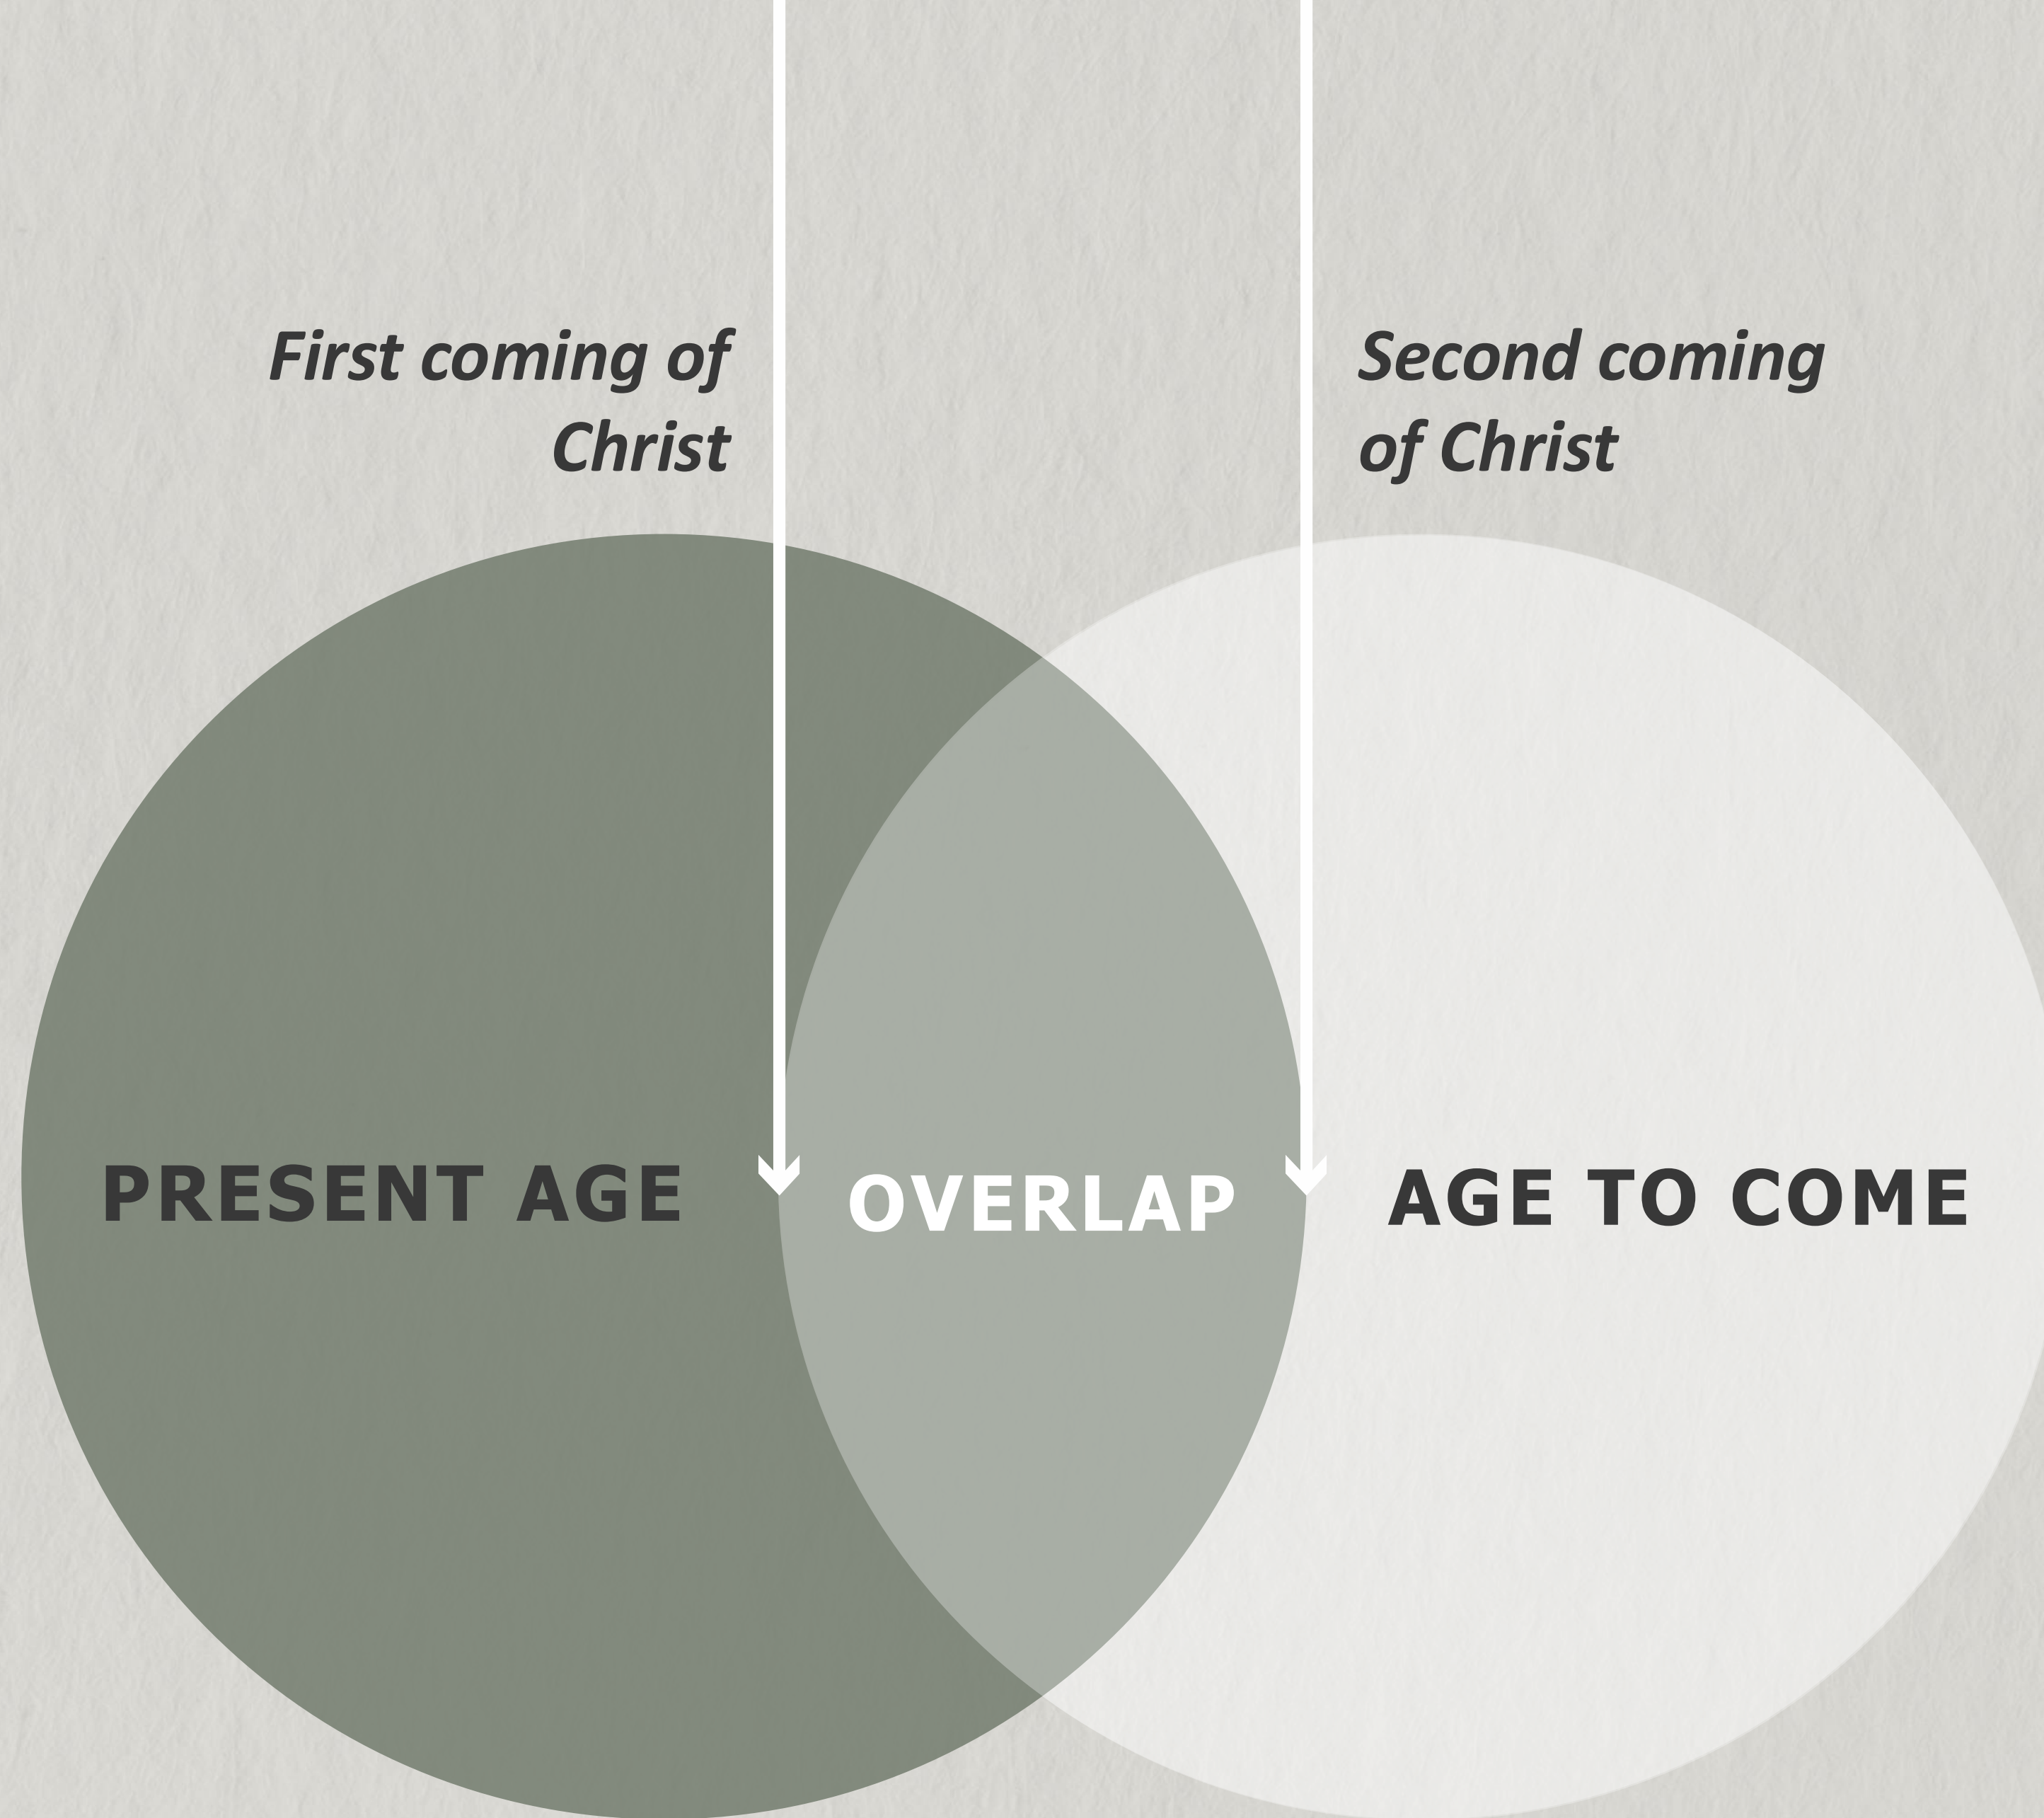 First coming of
Christ
Second coming
of Christ
PRESENT AGE
OVERLAP
AGE TO COME